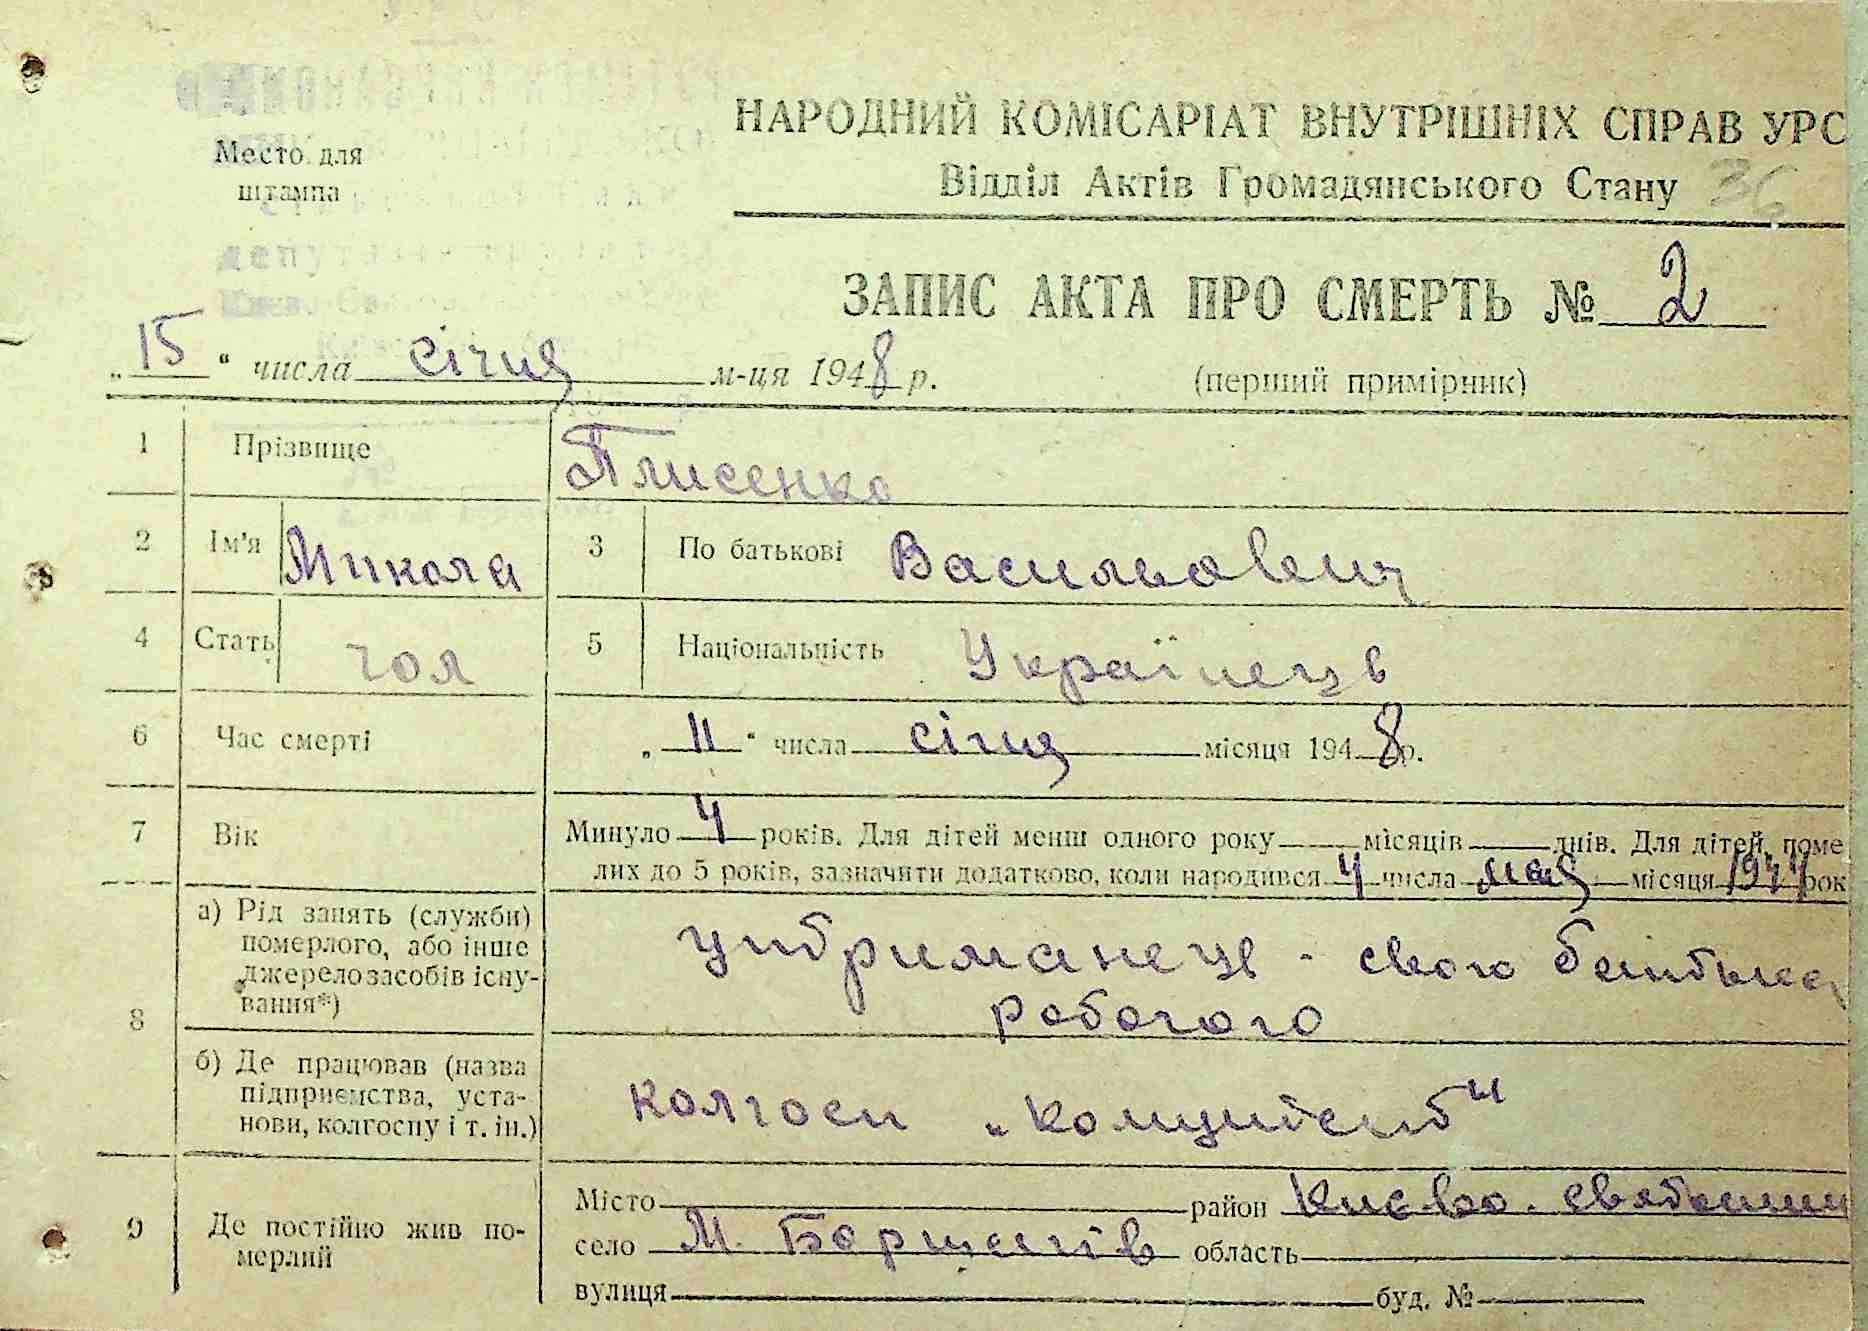 НАРОДНИЙ КОМІСАРІАТ ВНУТРІШНІХ СПРАВ УРС
Место для
штампа
Відділ Актів Громадянського Стану 36
ЗАПИС АКТА ПРО СМЕРТЬ № 2
„15“ числа січня м-ця 1948 р.
(перший примірник)
1 Прізвище Плисенко
2 Ім'я Микола 3 По батькові Васильович
4 Стать чол 5 Національність Українець
6 Час смерті „11“ числа січня місяця 1948 р.
7 Вік Минуло 4 років. Для дітей менш одного року місяців днів. Для дітей, поме
лих до 5 років, зазначити додатково, коли народився 4 числа мая місяця 1944 рок
8 а) Рід занять (служби)
померлого, або інше
джерело засобів існу-
вання*)
утриманець - свого батька
робочого
б) Де працював (назва
підприємства, уста-
нови, колгоспу і т. ін.)
колгосп „Комунтент"
9 Де постійно жив по-
мерлий
Місто район Києво. Святошин
село М. Борщагів область
вулиця буд. №